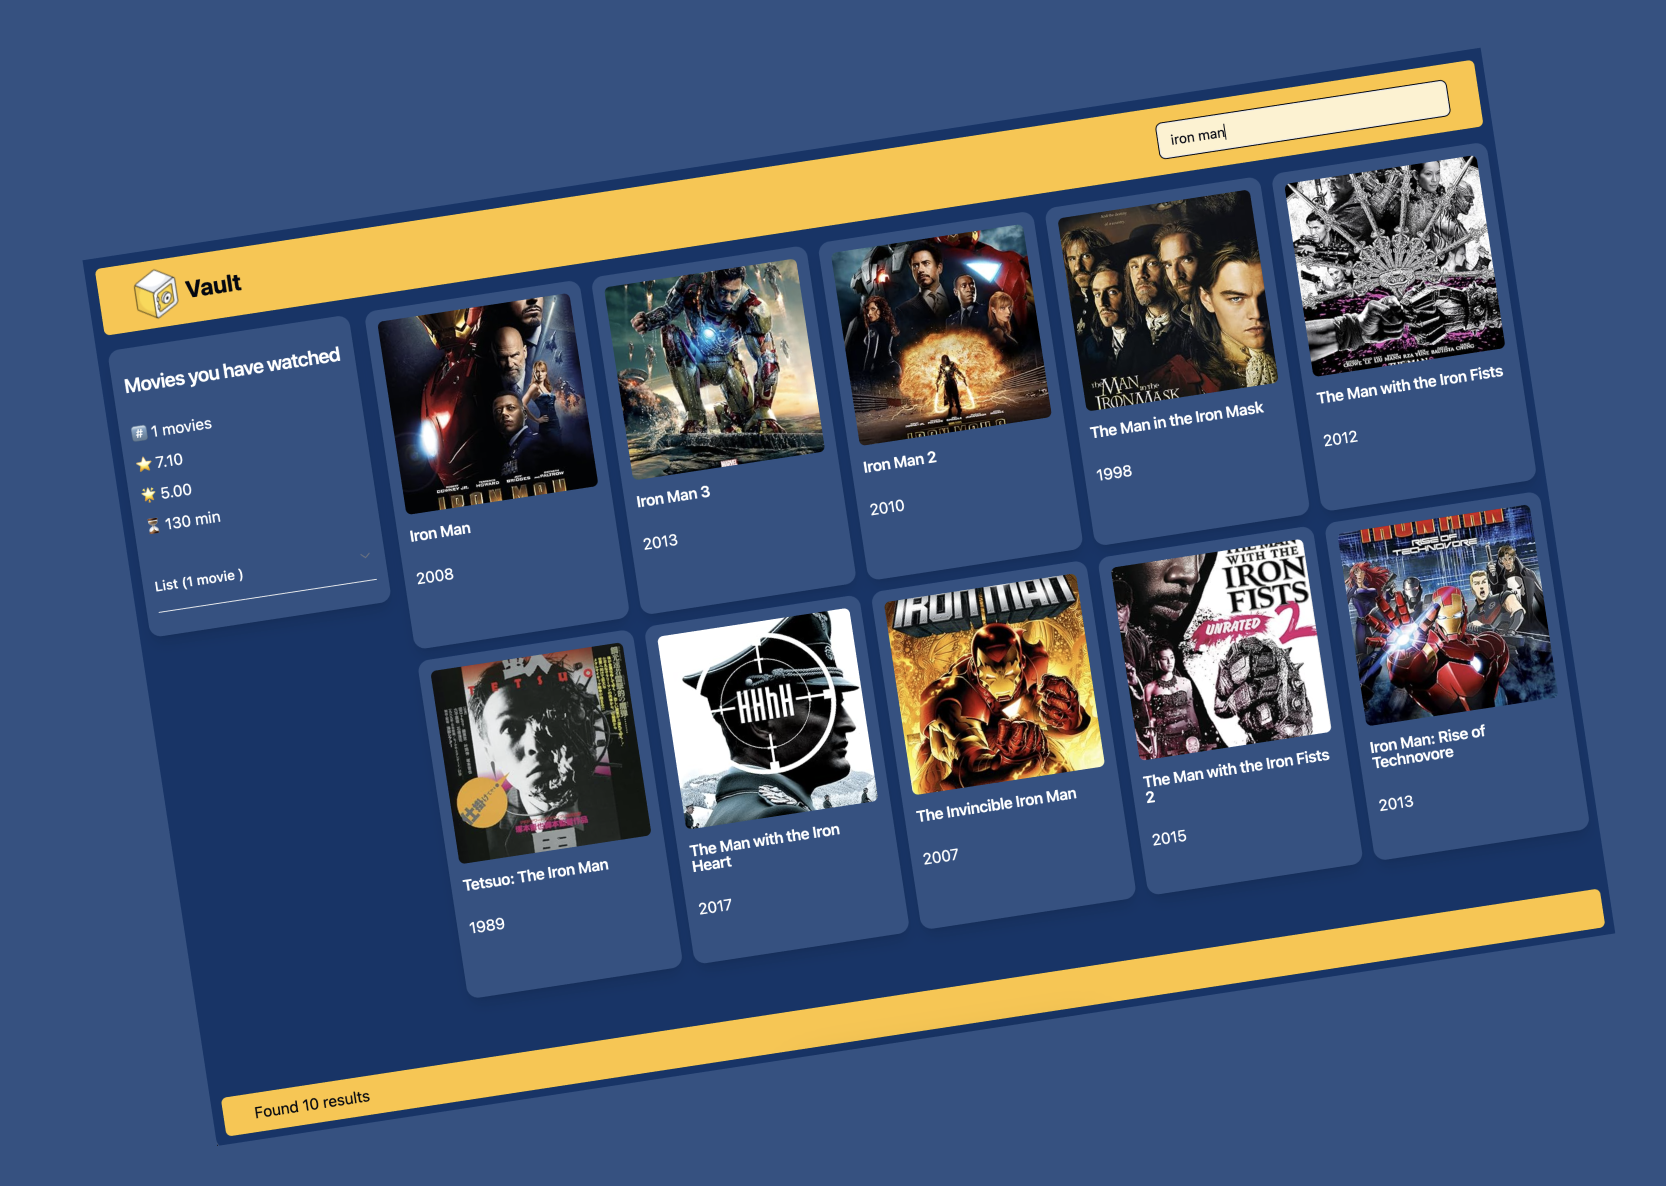 iron man
Vault
Movies you have watched
#️ 1 movies
7.10
5.00
130 min
List (1 movie )
IRON MAN
Iron Man
2008
MARVEL
Iron Man 3
2013
IRON MAN 2
Iron Man 2
2010
the MAN in the
IRON MASK
The Man in the Iron Mask
1998
The Man with the Iron Fists
2012
TETSUO
Tetsuo: The Iron Man
1989
HHhH
The Man with the Iron
Heart
2017
IRON MAN
The Invincible Iron Man
2007
WITH THE
IRON
FISTS
UNRATED 2
The Man with the Iron Fists
2
2015
IRON MAN
RISE OF
TECHNOVORE
Iron Man: Rise of
Technovore
2013
Found 10 results